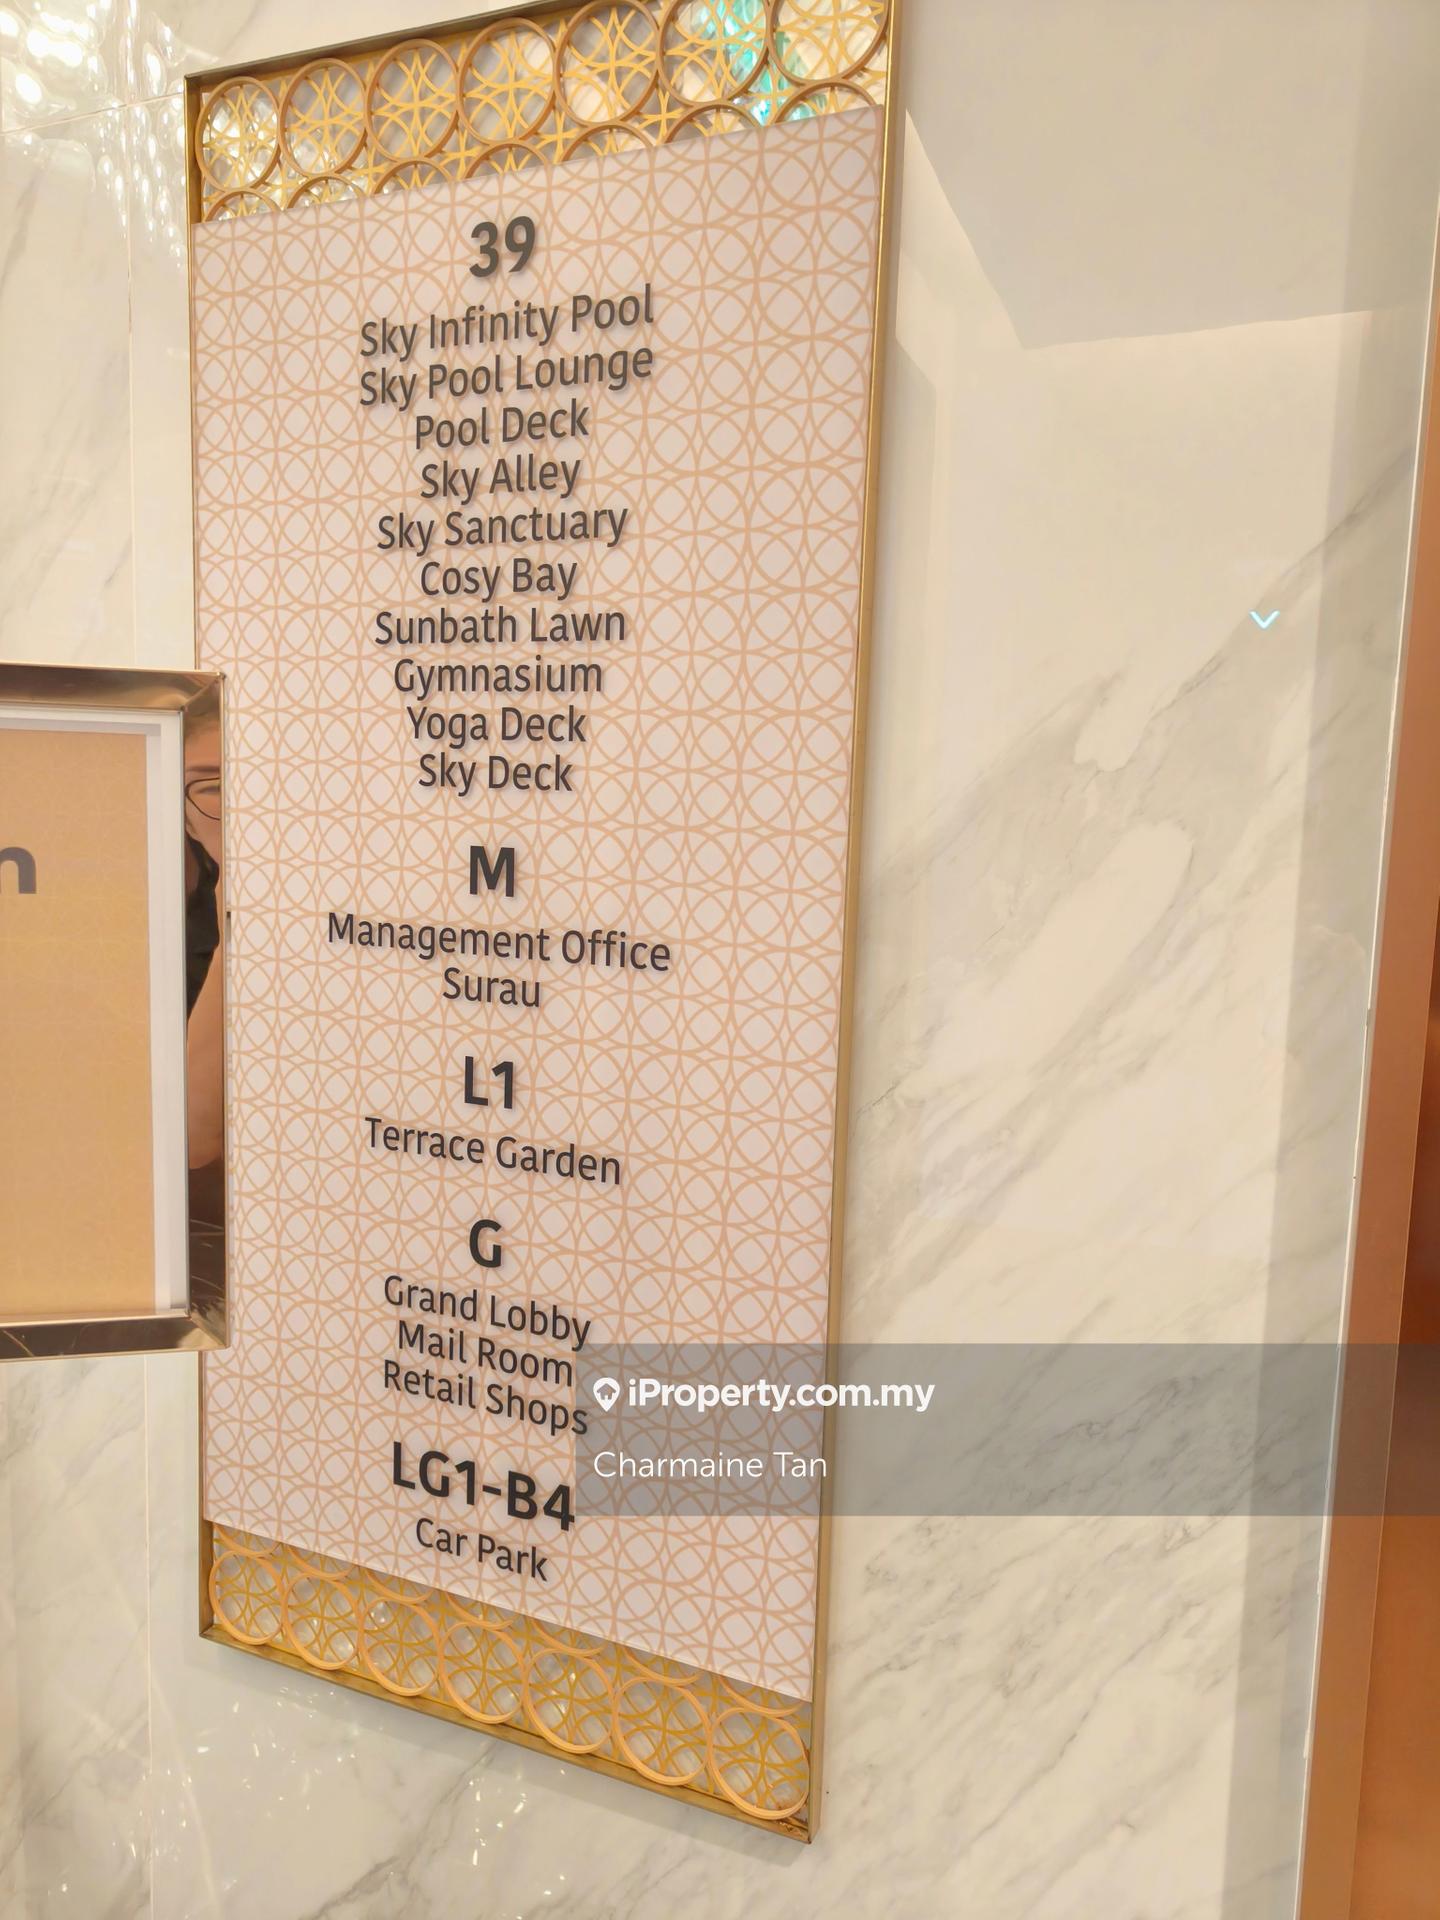 39
Sky Infinity Pool
Sky Pool Lounge
Pool Deck
Sky Alley
Sky Sanctuary
Cosy Bay
Sunbath Lawn
Gymnasium
Yoga Deck
Sky Deck
M
Management Office
Surau
L1
Terrace Garden
G
Grand Lobby
Mail Room
Retail Shops
LG1-B4
Car Park
n
iProperty.com.my
Charmaine Tan